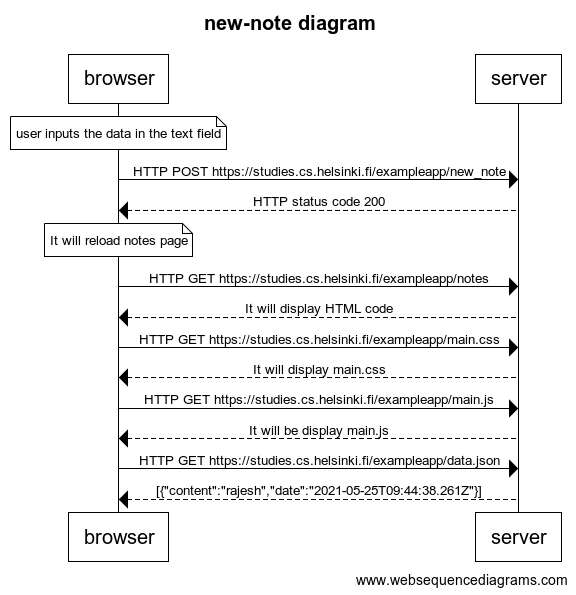 new-note diagram
browser
server
user inputs the data in the text field
HTTP POST https://studies.cs.helsinki.fi/exampleapp/new_note
HTTP status code 200
It will reload notes page
HTTP GET https://studies.cs.helsinki.fi/exampleapp/notes
It will display HTML code
HTTP GET https://studies.cs.helsinki.fi/exampleapp/main.css
It will display main.css
HTTP GET https://studies.cs.helsinki.fi/exampleapp/main.js
It will be display main.js
HTTP GET https://studies.cs.helsinki.fi/exampleapp/data.json
[{"content":"rajesh","date":"2021-05-25T09:44:38.261Z"}]
browser
server
www.websequencediagrams.com